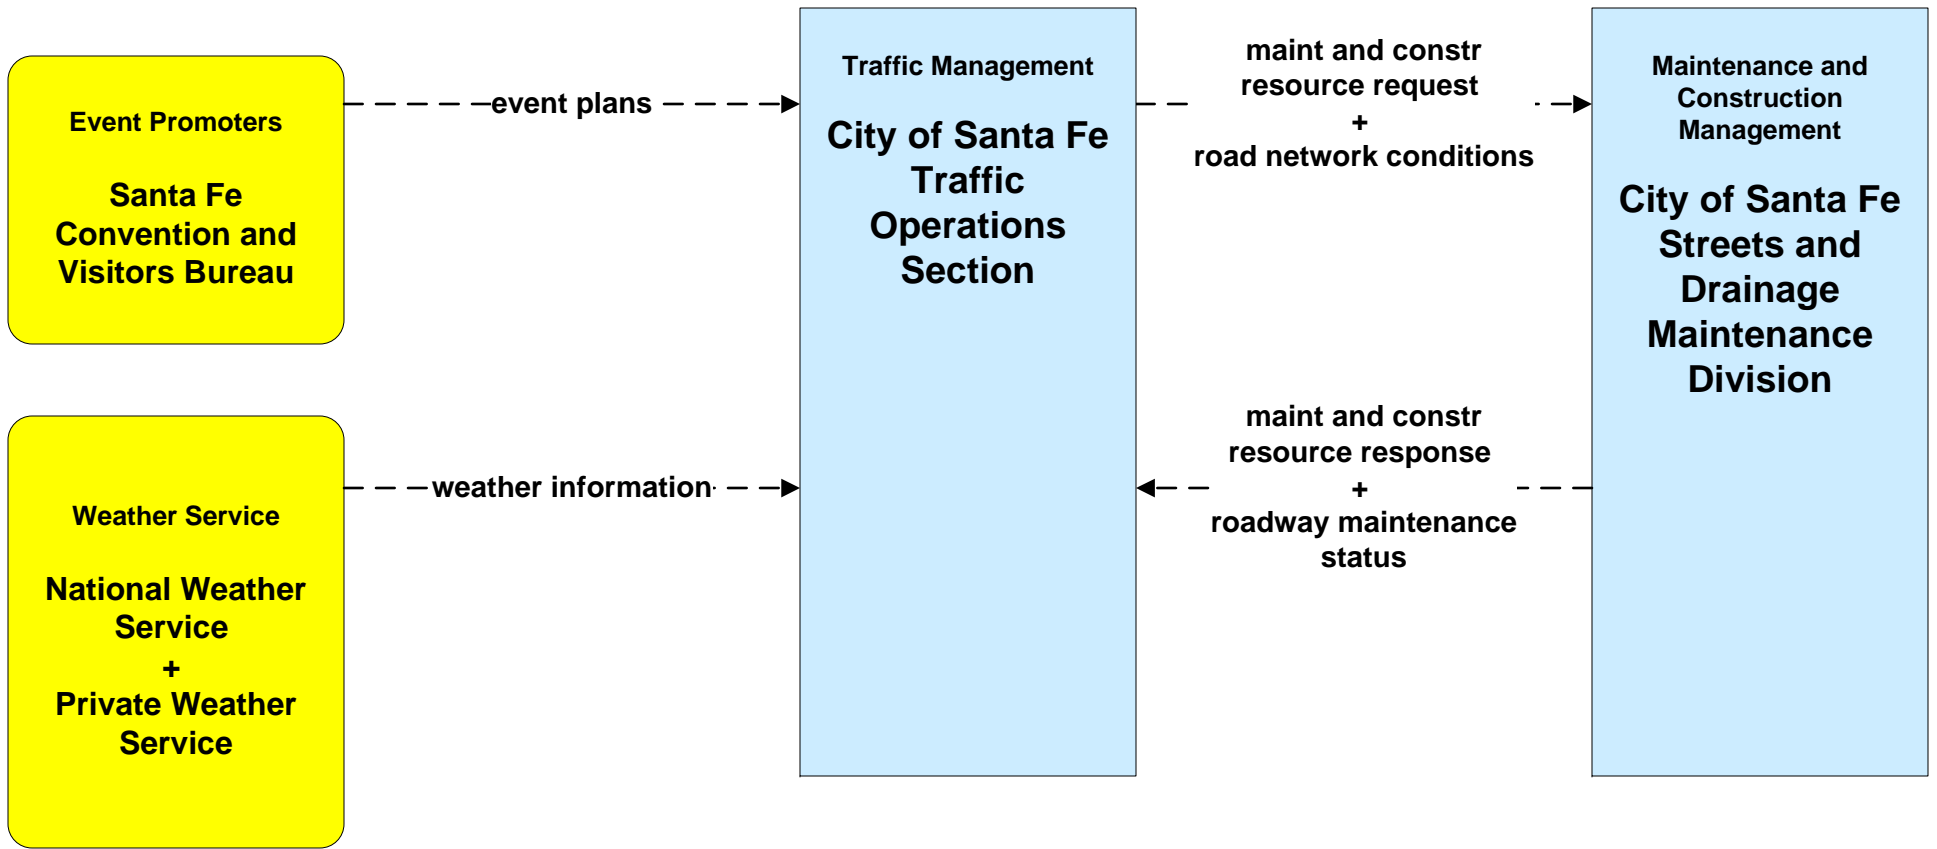 Event Promoters
Santa Fe
Convention and
Visitors Bureau
event plans
Weather Service
National Weather
Service
+
Private Weather
Service
weather information
Traffic Management
City of Santa Fe
Traffic
Operations
Section
maint and constr
resource request
+
road network conditions
maint and constr
resource response
+
roadway maintenance
status
Maintenance and
Construction
Management
City of Santa Fe
Streets and
Drainage
Maintenance
Division